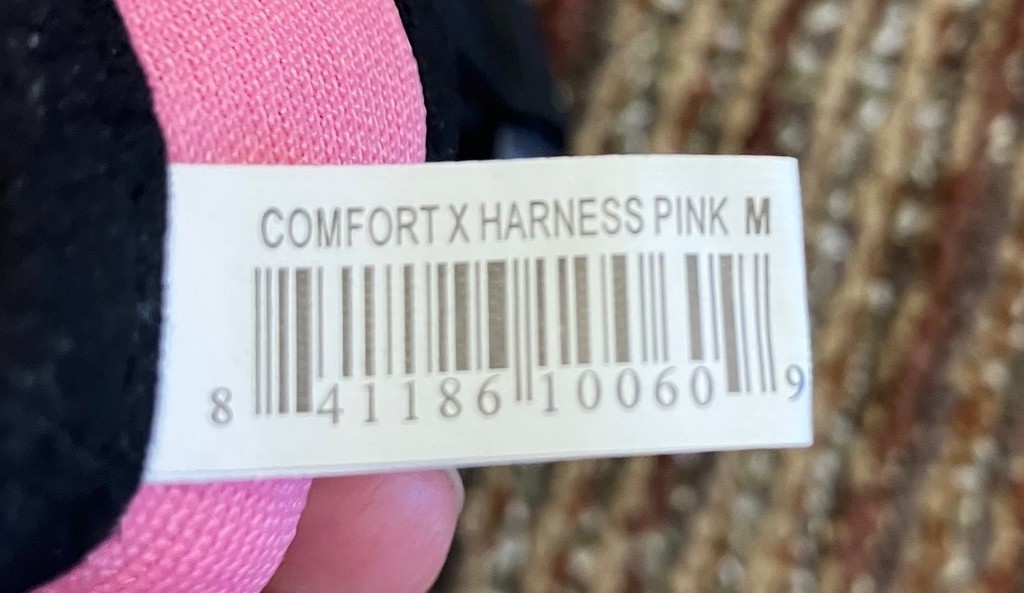 COMFORT X HARNESS PINK M
8 41186 10060 9